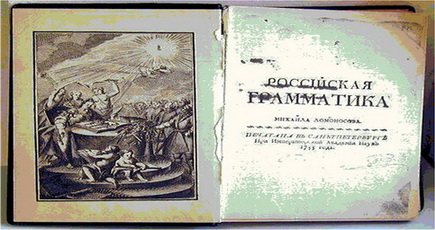 РОССІЙСКАЯ
ГРАММАТИКА
МИХАЙЛА ЛОМОНОСОВА.
ПЕЧАТАНА ВЪ САНКТПЕТЕРБУРГѢ
При Императорской Академіи Наукъ
1755 года.